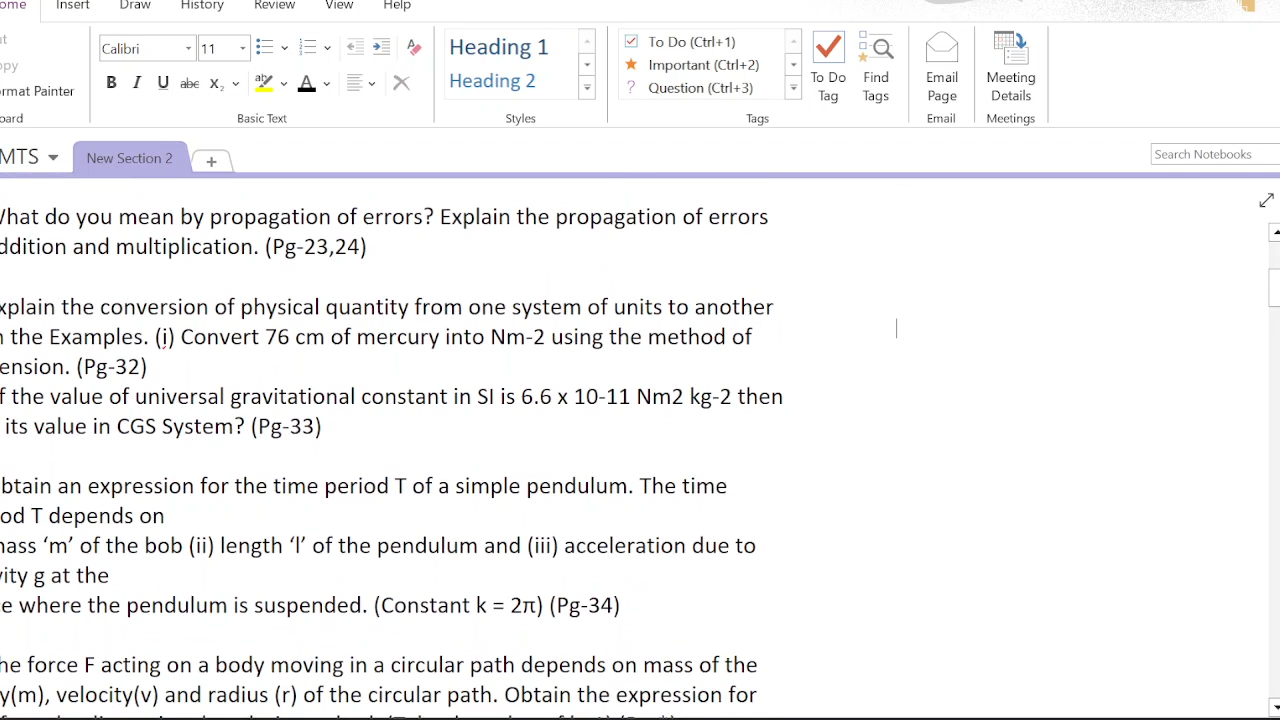 Insert Draw History Review View Help
Calibri 11
Heading 1
Heading 2
To Do (Ctrl+1)
Important (Ctrl+2)
Question (Ctrl+3)
To Do Tag
Find Tags
Email Page
Meeting Details
ormat Painter
B I U abc X₂ A
oard Basic Text Styles Tags Email Meetings
MTS New Section 2 + Search Notebooks
What do you mean by propagation of errors? Explain the propagation of errors
ddition and multiplication. (Pg-23,24)
xplain the conversion of physical quantity from one system of units to another
n the Examples. (i) Convert 76 cm of mercury into Nm-2 using the method of
ension. (Pg-32)
f the value of universal gravitational constant in SI is 6.6 x 10-11 Nm2 kg-2 then
its value in CGS System? (Pg-33)
btain an expression for the time period T of a simple pendulum. The time
od T depends on
nass ‘m’ of the bob (ii) length ‘l’ of the pendulum and (iii) acceleration due to
vity g at the
ce where the pendulum is suspended. (Constant k = 2π) (Pg-34)
he force F acting on a body moving in a circular path depends on mass of the
y(m), velocity(v) and radius (r) of the circular path. Obtain the expression for